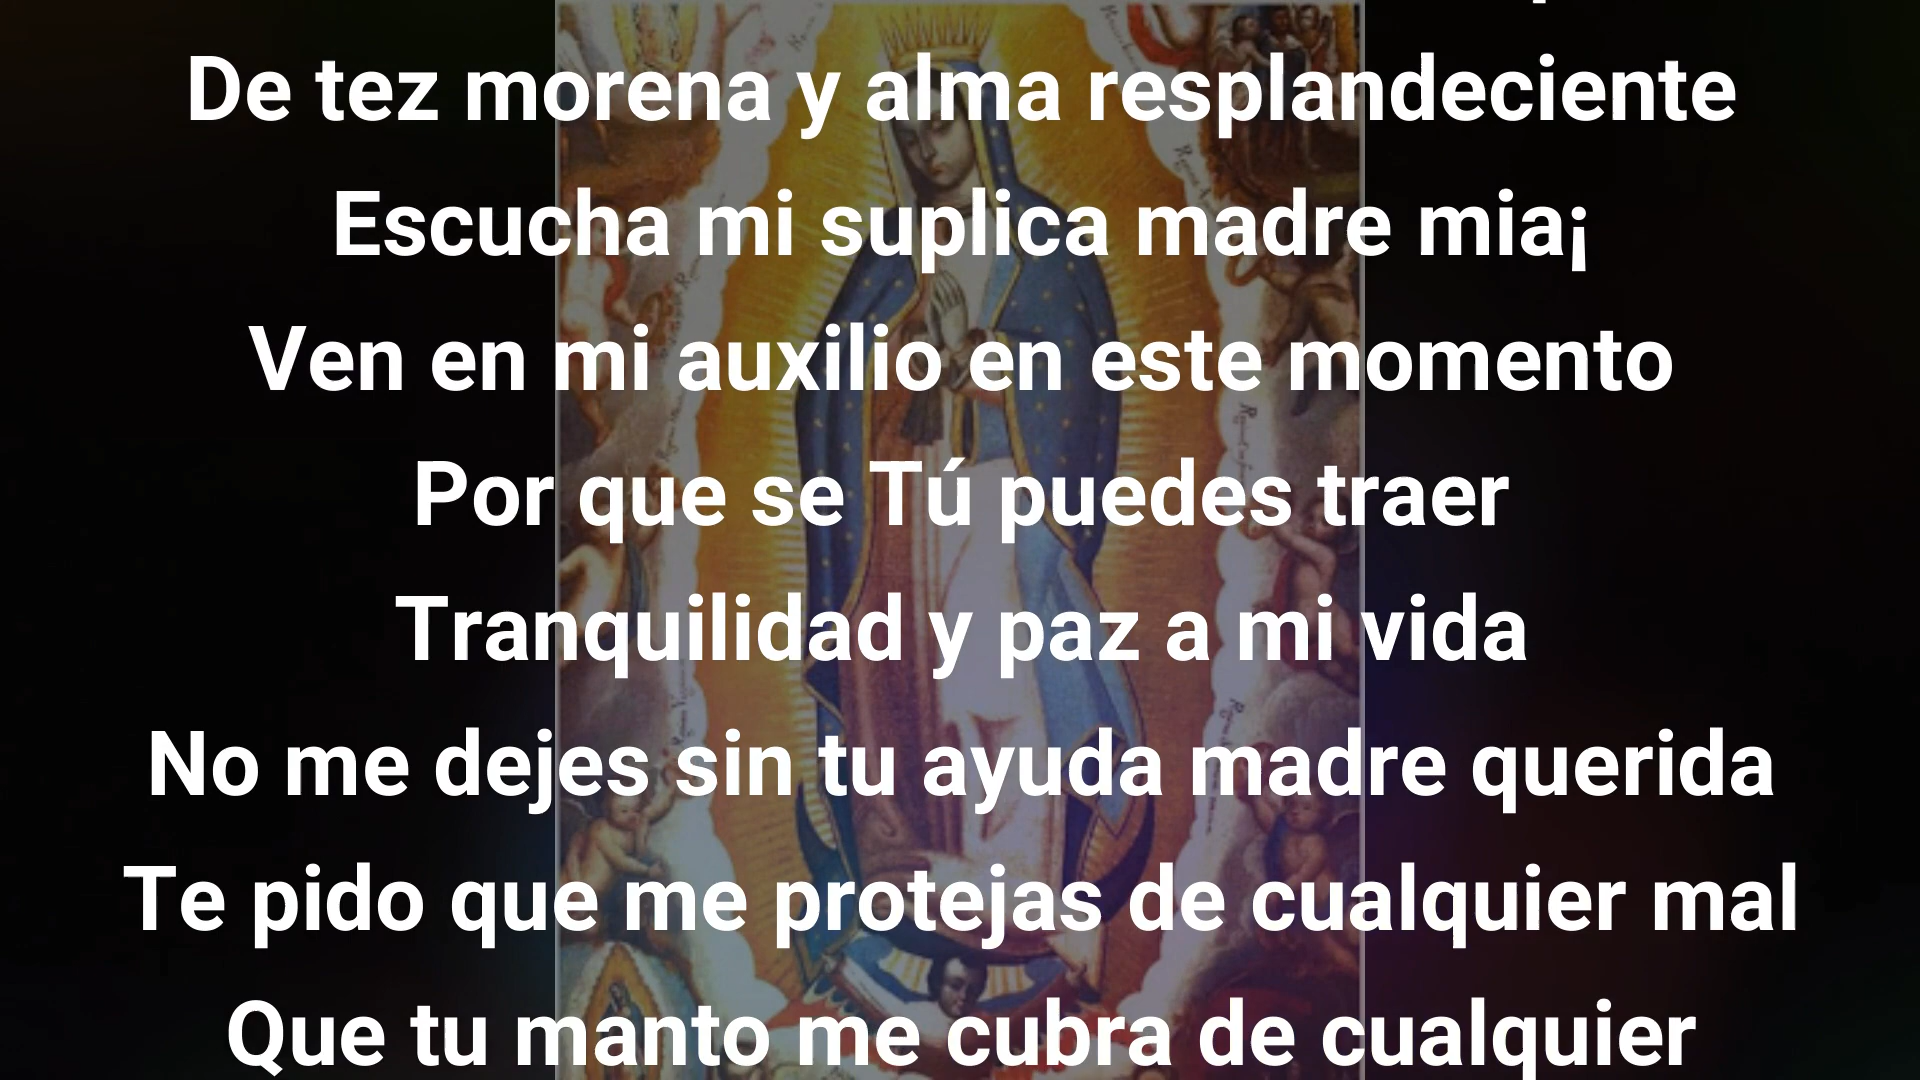 De tez morena y alma resplandeciente
Escucha mi suplica madre mia¡
Ven en mi auxilio en este momento
Por que se Tú puedes traer
Tranquilidad y paz a mi vida
No me dejes sin tu ayuda madre querida
Te pido que me protejas de cualquier mal
Que tu manto me cubra de cualquier